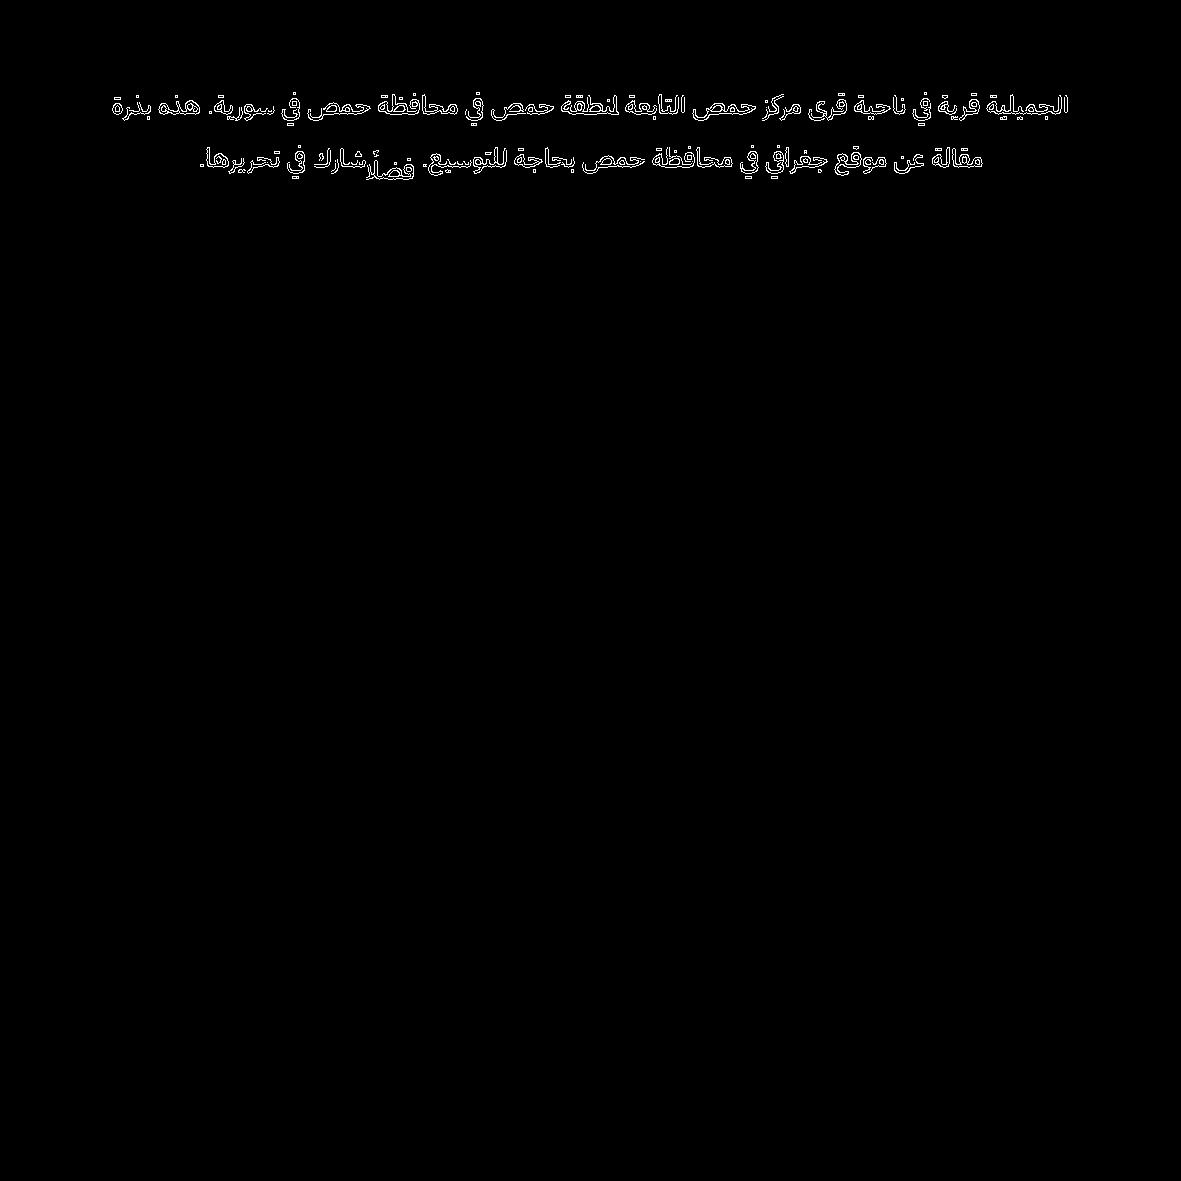 الجميلية قرية في ناحية قرى مركز حمص التابعة لمنطقة حمص في محافظة حمص في سورية. هذه بذرة
مقالة عن موقع جغرافي في محافظة حمص بحاجة للتوسيع. فضلًا شارك في تحريرها.